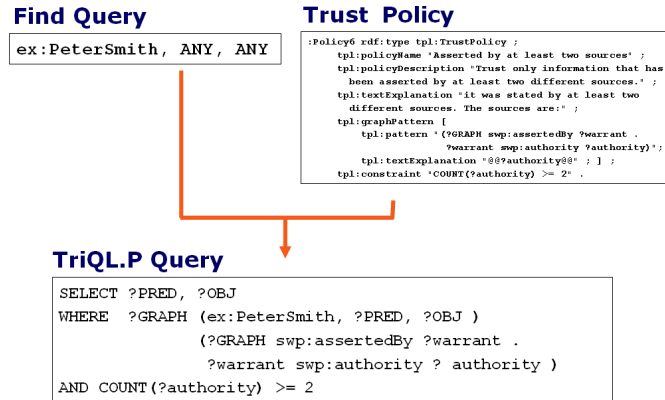 Find Query
ex:PeterSmith, ANY, ANY
Trust Policy
:Policy6 rdf:type tpl:TrustPolicy ;
tpl:policyName "Asserted by at least two sources" ;
tpl:policyDescription "Trust only information that has
been asserted by at least two different sources." ;
tpl:textExplanation "it was stated by at least two
different sources. The sources are:" ;
tpl:graphPattern [
tpl:pattern "(?GRAPH swp:assertedBy ?warrant .
?warrant swp:authority ?authority)";
tpl:textExplanation "@@?authority@@" ; ] ;
tpl:constraint "COUNT(?authority) >= 2" .
TriQL.P Query
SELECT ?PRED, ?OBJ
WHERE ?GRAPH (ex:PeterSmith, ?PRED, ?OBJ )
(?GRAPH swp:assertedBy ?warrant .
?warrant swp:authority ? authority )
AND COUNT(?authority) >= 2